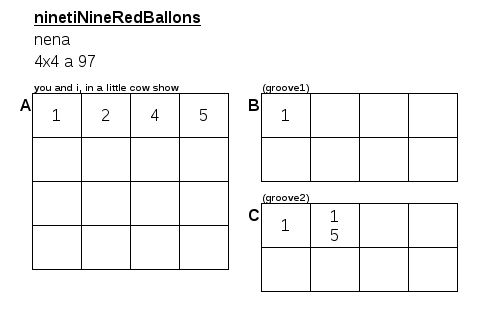 ninetiNineRedBallons
nena
4x4 a 97
you and i, in a little cow show
A
1 2 4 5
(groove1)
B
1
(groove2)
C
1 1
5